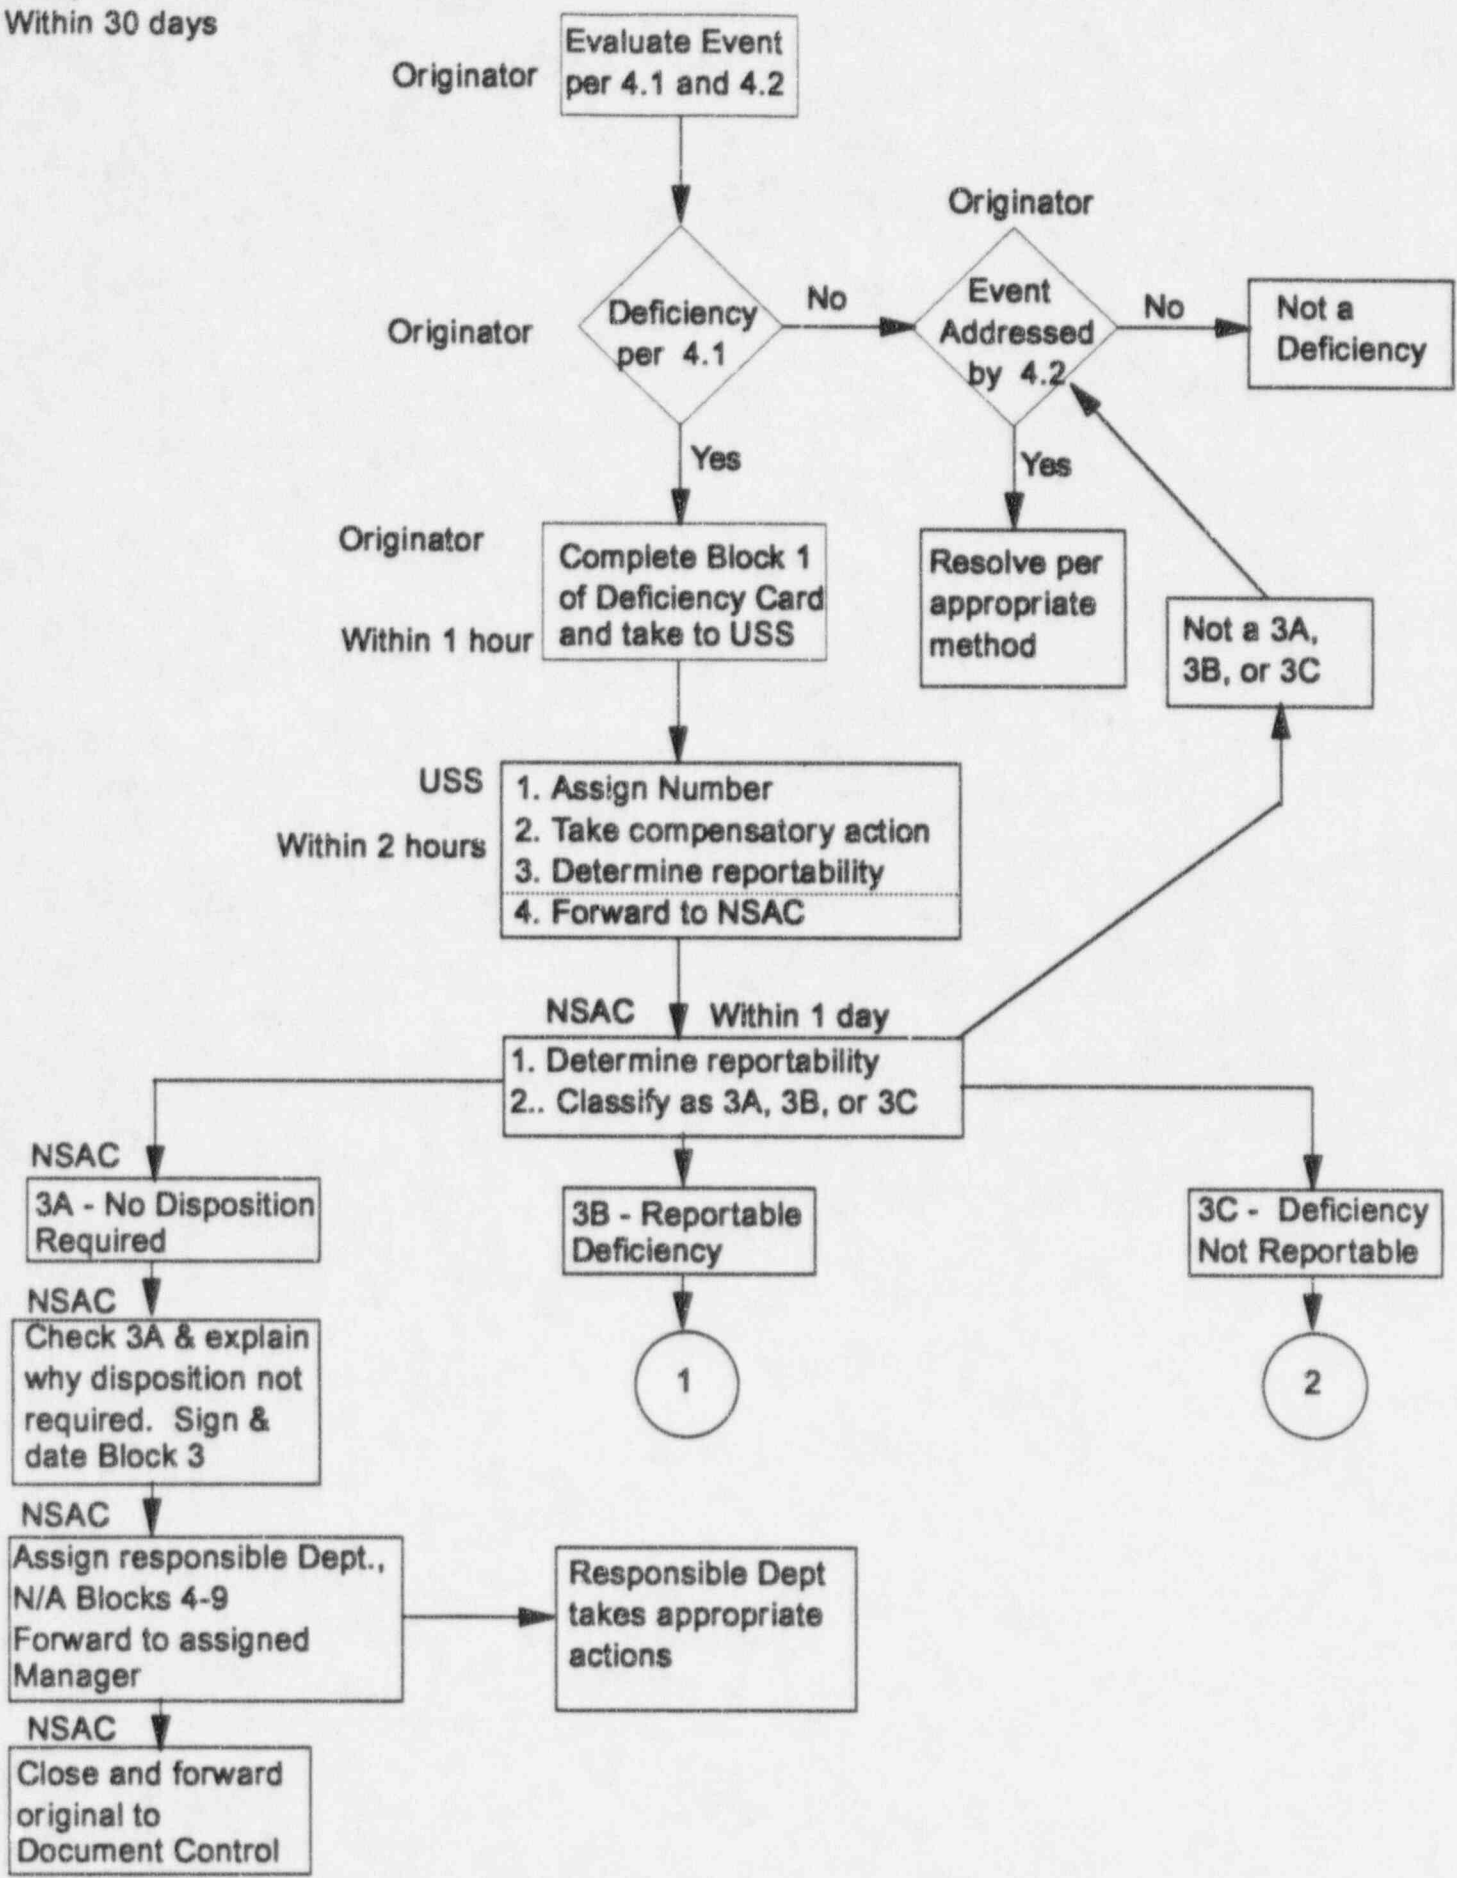 Within 30 days
Originator
Evaluate Event
per 4.1 and 4.2
Originator
Deficiency
per 4.1
No
Originator
Event
Addressed
by 4.2
No
Not a
Deficiency
Yes
Yes
Originator
Within 1 hour
Complete Block 1
of Deficiency Card
and take to USS
Resolve per
appropriate
method
Not a 3A,
3B, or 3C
USS
Within 2 hours
1. Assign Number
2. Take compensatory action
3. Determine reportability
4. Forward to NSAC
NSAC
Within 1 day
1. Determine reportability
2.. Classify as 3A, 3B, or 3C
NSAC
3A - No Disposition
Required
3B - Reportable
Deficiency
3C - Deficiency
Not Reportable
NSAC
Check 3A & explain
why disposition not
required. Sign &
date Block 3
1
2
NSAC
Assign responsible Dept.,
N/A Blocks 4-9
Forward to assigned
Manager
Responsible Dept
takes appropriate
actions
NSAC
Close and forward
original to
Document Control